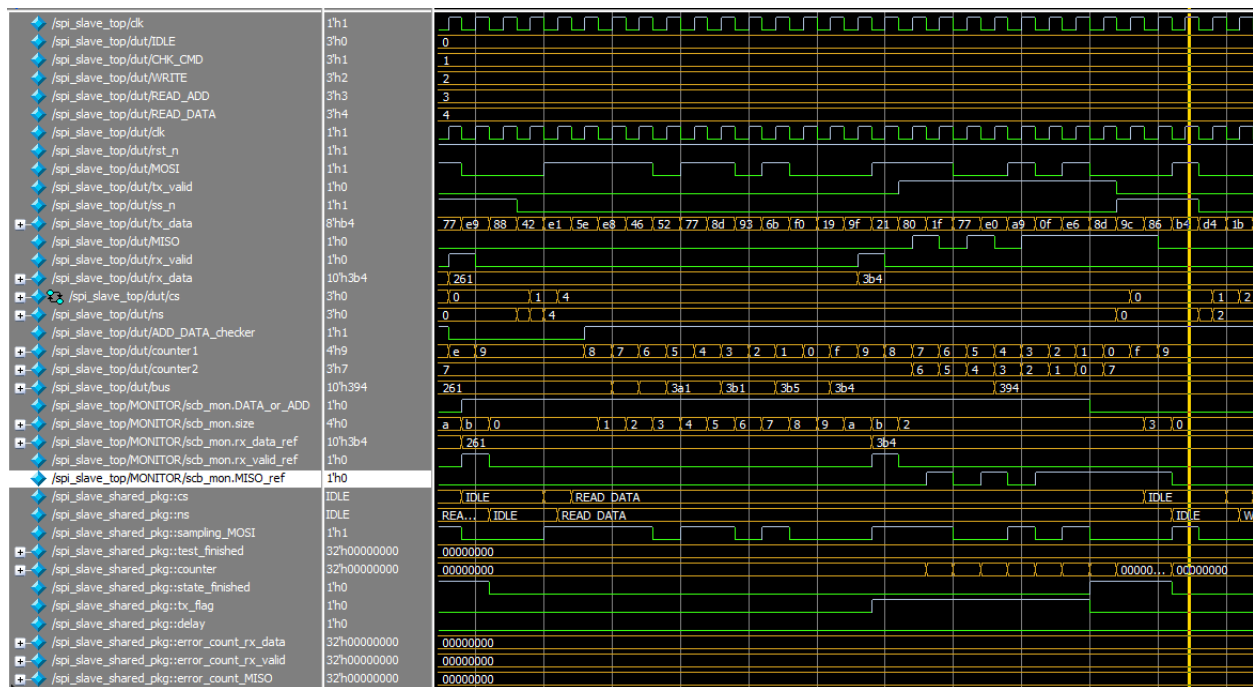 /spi_slave_top/clk 1'h1
/spi_slave_top/dut/IDLE 3'h0 0
/spi_slave_top/dut/CHK_CMD 3'h1 1
/spi_slave_top/dut/WRITE 3'h2 2
/spi_slave_top/dut/READ_ADD 3'h3 3
/spi_slave_top/dut/READ_DATA 3'h4 4
/spi_slave_top/dut/clk 1'h1
/spi_slave_top/dut/rst_n 1'h1
/spi_slave_top/dut/MOSI 1'h1
/spi_slave_top/dut/tx_valid 1'h0
/spi_slave_top/dut/ss_n 1'h1
/spi_slave_top/dut/tx_data 8'hb4 77 e9 88 42 e1 5e e8 46 52 77 8d 93 6b f0 19 9f 21 80 1f 77 e0 a9 0f e6 8d 9c 86 b4 d4 1b
/spi_slave_top/dut/MISO 1'h0
/spi_slave_top/dut/rx_valid 1'h0
/spi_slave_top/dut/rx_data 10'h3b4 261 3b4
/spi_slave_top/dut/cs 3'h0 0 1 4 0 1 2
/spi_slave_top/dut/ns 3'h0 0 4 0 2
/spi_slave_top/dut/ADD_DATA_checker 1'h1
/spi_slave_top/dut/counter1 4'h9 e 9 8 7 6 5 4 3 2 1 0 f 9 8 7 6 5 4 3 2 1 0 f 9
/spi_slave_top/dut/counter2 3'h7 7 6 5 4 3 2 1 0 7
/spi_slave_top/dut/bus 10'h394 261 3a1 3b1 3b5 3b4 394
/spi_slave_top/MONITOR/scb_mon.DATA_or_ADD 1'h0
/spi_slave_top/MONITOR/scb_mon.size 4'h0 a b 0 1 2 3 4 5 6 7 8 9 a b 2 3 0
/spi_slave_top/MONITOR/scb_mon.rx_data_ref 10'h3b4 261 3b4
/spi_slave_top/MONITOR/scb_mon.rx_valid_ref 1'h0
/spi_slave_top/MONITOR/scb_mon.MISO_ref 1'h0
/spi_slave_shared_pkg::cs IDLE IDLE READ DATA IDLE
/spi_slave_shared_pkg::ns IDLE REA... IDLE READ DATA IDLE W
/spi_slave_shared_pkg::sampling_MOSI 1'h1
/spi_slave_shared_pkg::test_finished 32'h00000000 00000000
/spi_slave_shared_pkg::counter 32'h00000000 00000000 00000... 00000000
/spi_slave_shared_pkg::state_finished 1'h0
/spi_slave_shared_pkg::tx_flag 1'h0
/spi_slave_shared_pkg::delay 1'h0
/spi_slave_shared_pkg::error_count_rx_data 32'h00000000 00000000
/spi_slave_shared_pkg::error_count_rx_valid 32'h00000000 00000000
/spi_slave_shared_pkg::error_count_MISO 32'h00000000 00000000